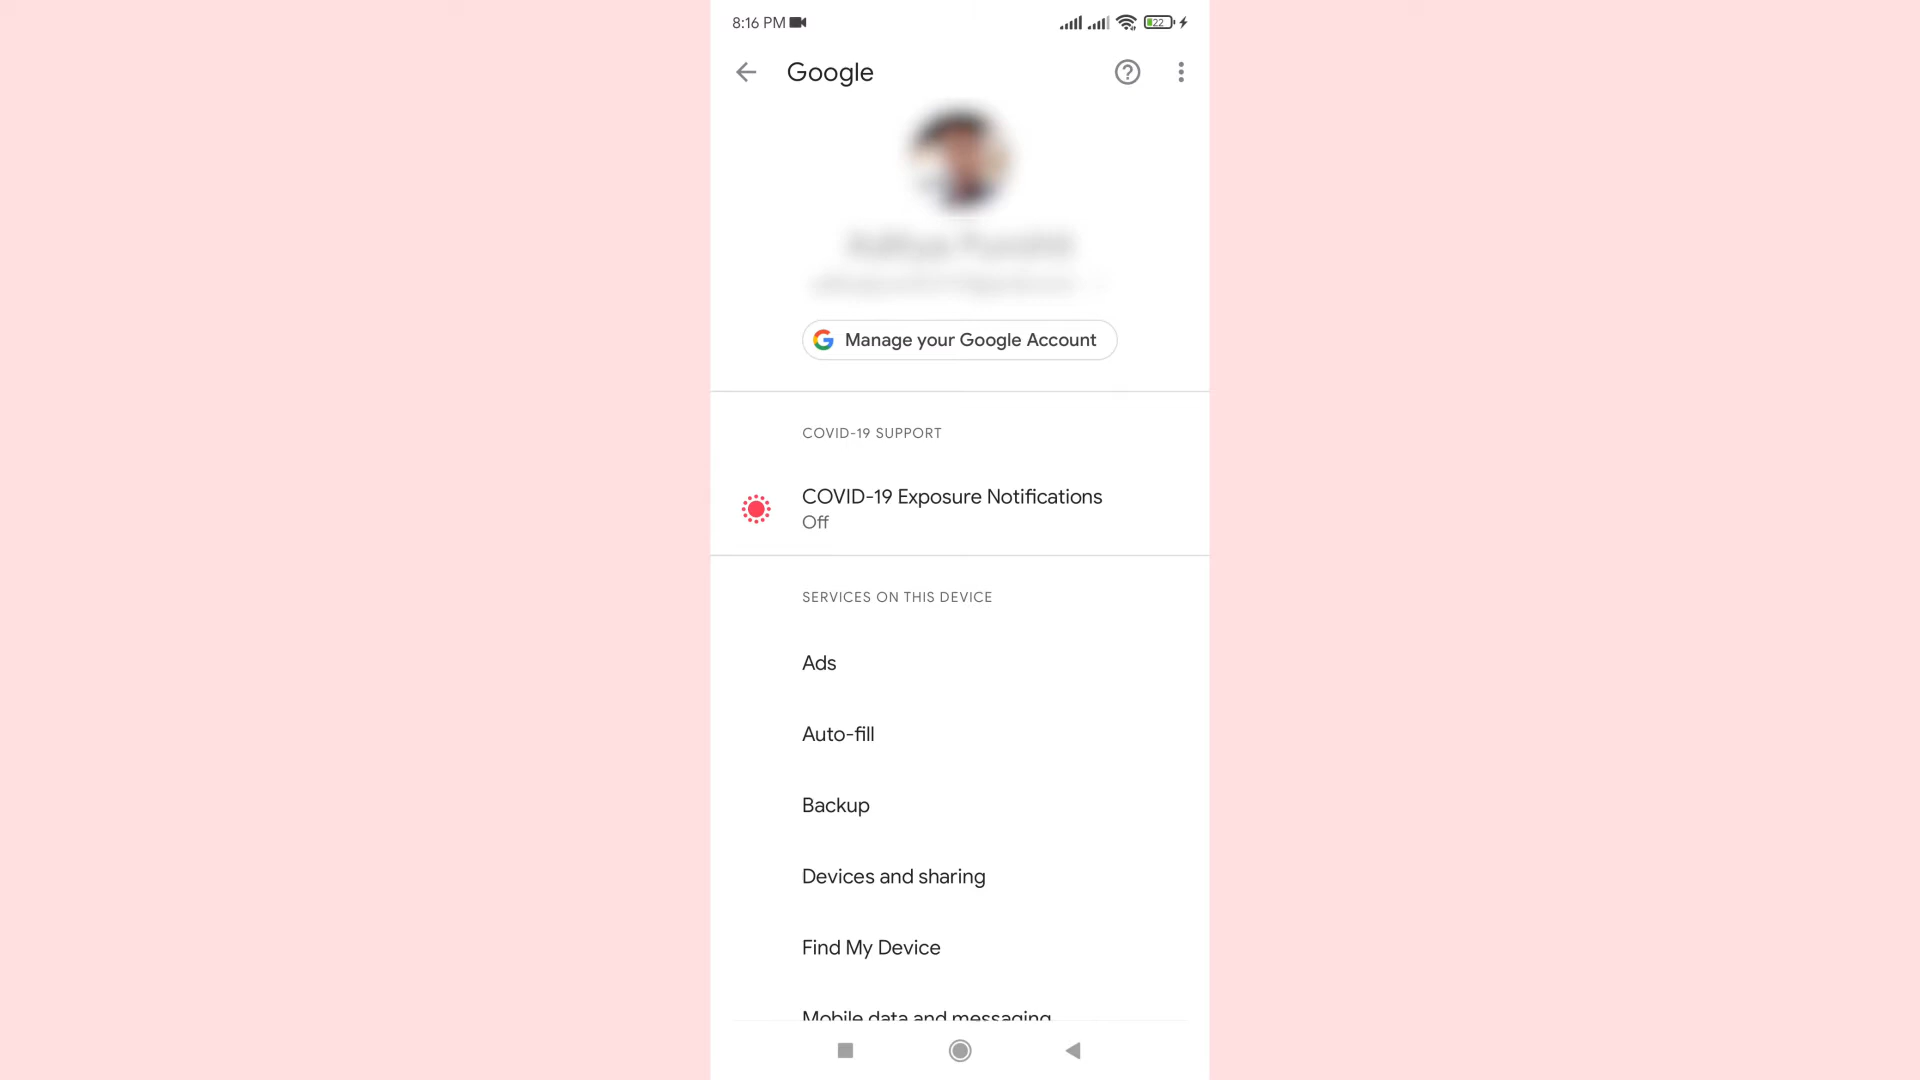 8:16 PM
22
Google
Manage your Google Account
COVID-19 SUPPORT
COVID-19 Exposure Notifications
Off
SERVICES ON THIS DEVICE
Ads
Auto-fill
Backup
Devices and sharing
Find My Device
Mobile data and messaging